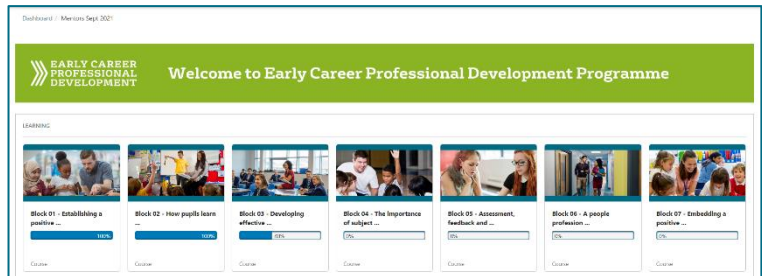 Dashboard / Mentors Sept 2021
EARLY CAREER
PROFESSIONAL
DEVELOPMENT
Welcome to Early Career Professional Development Programme
LEARNING
Block 01 - Establishing a
positive ...
100%
Course
Block 02 - How pupils learn
...
100%
Course
Block 03 - Developing
effective ...
Course
Block 04 - The Importance
of subject ...
0%
Course
Block 05 - Assessment,
feedback and ...
0%
Course
Block 06 - A people
profession ...
0%
Course
Block 07 - Embedding a
positive ...
0%
Course